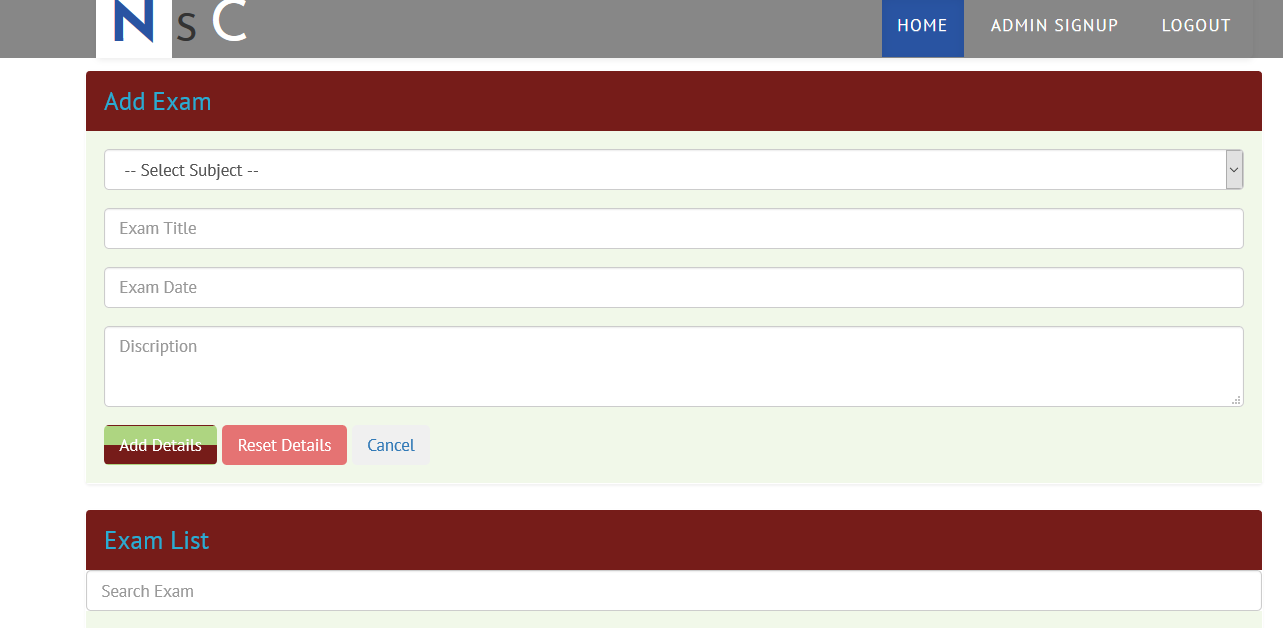 NsC HOME ADMIN SIGNUP LOGOUT
Add Exam
-- Select Subject --
Exam Title
Exam Date
Discription
Add Details Reset Details Cancel
Exam List
Search Exam